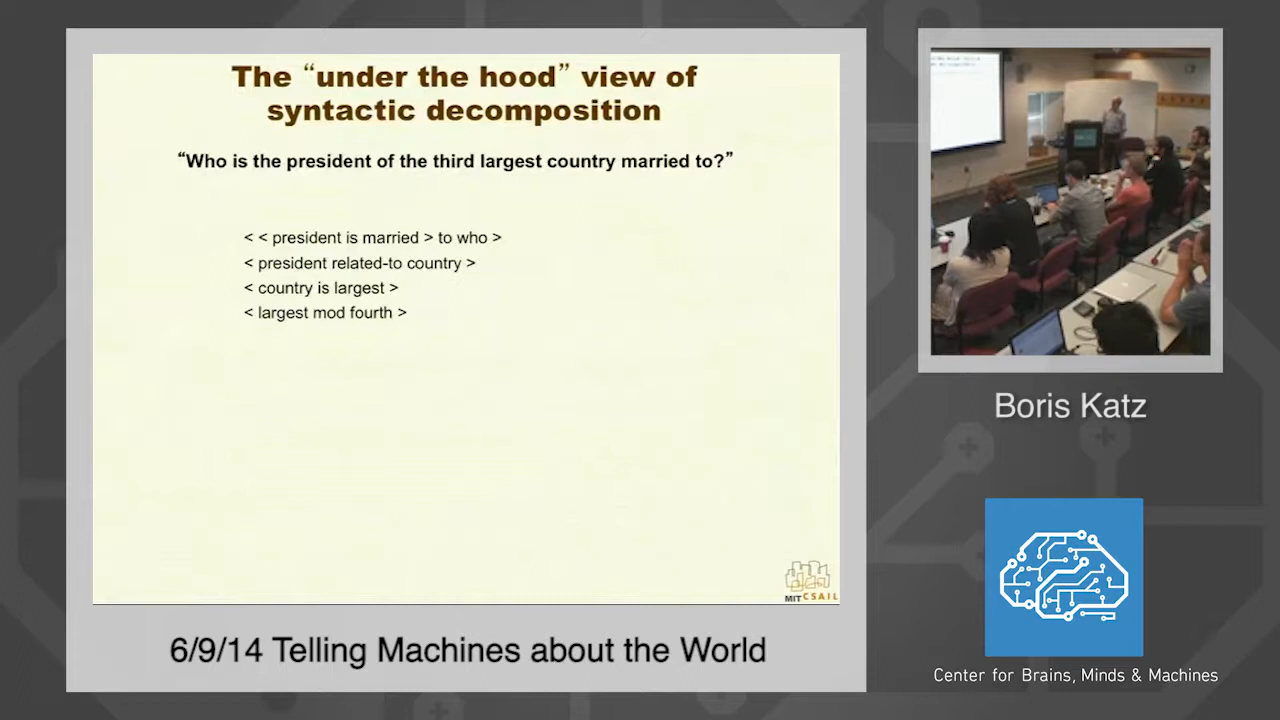 The “under the hood” view of
syntactic decomposition
“Who is the president of the third largest country married to?”
< < president is married > to who >
< president related-to country >
< country is largest >
< largest mod fourth >
MIT CSAIL
6/9/14 Telling Machines about the World
Boris Katz
Center for Brains, Minds & Machines